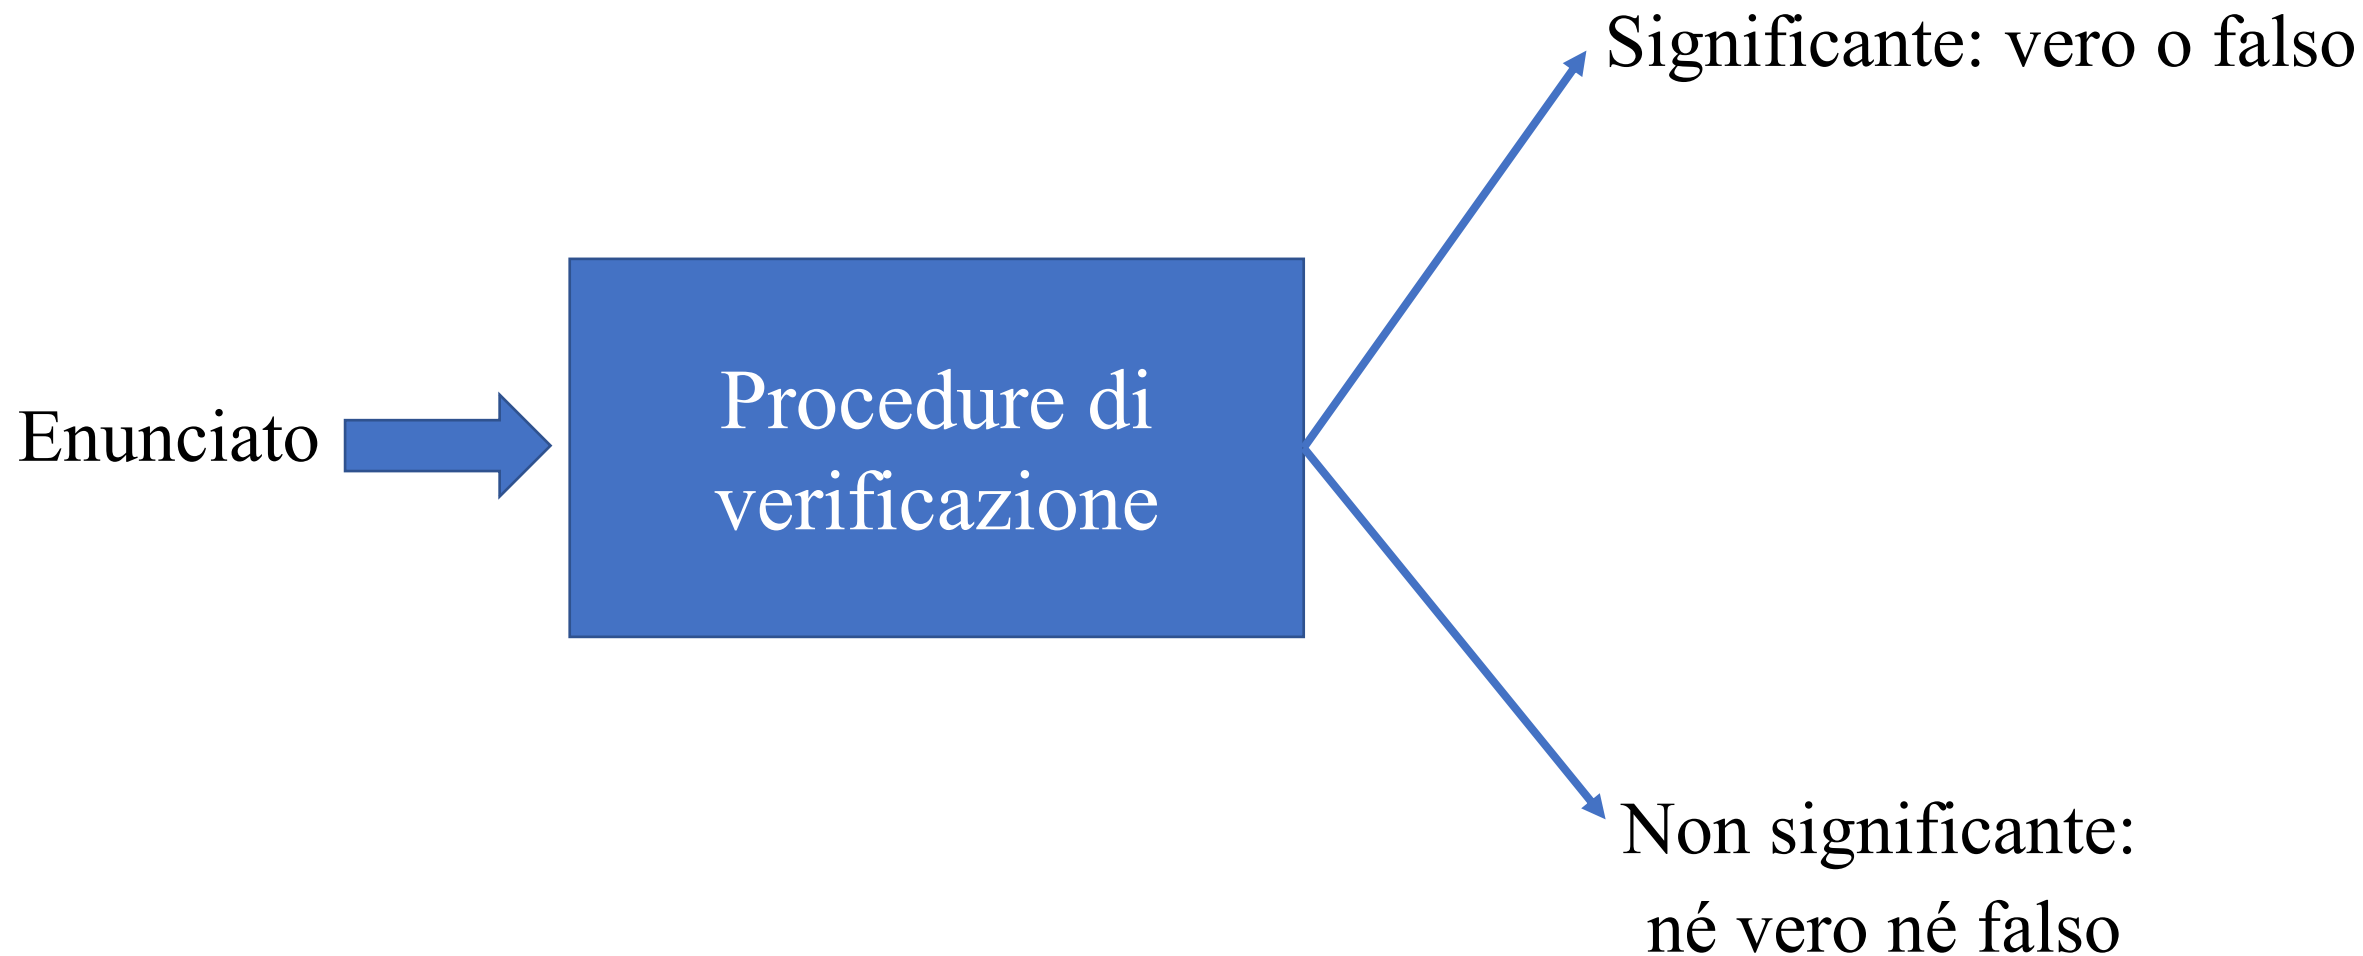 Significante: vero o falso
Enunciato
Procedure di
verificazione
Non significante:
né vero né falso